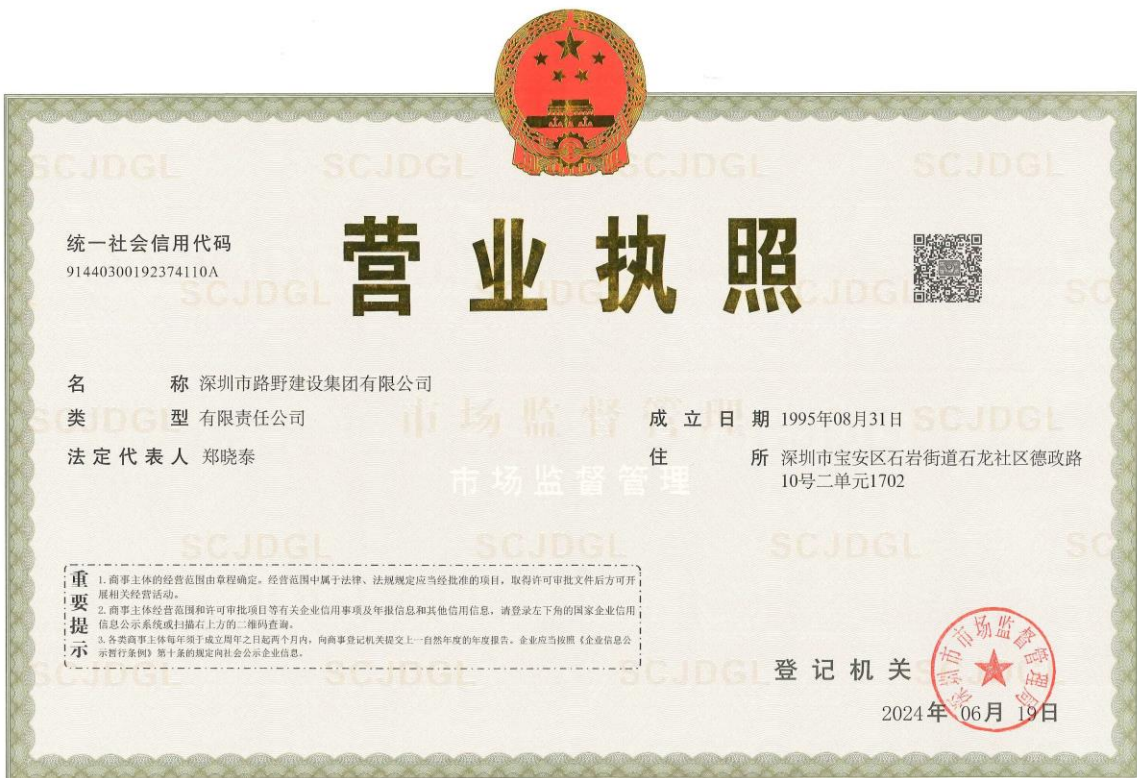 营业执照
统一社会信用代码
91440300192374110A
名 称 深圳市路野建设集团有限公司
类 型 有限责任公司
法定代表人 郑晓泰
成立日期 1995年08月31日
住 所 深圳市宝安区石岩街道石龙社区德政路
10号二单元1702
市场监督管理
市场监督管理
SCJDGL
重要提示
1. 商事主体的经营范围由章程确定。经营范围中属于法律、法规规定应当经批准的项目，取得许可审批文件后方可开
展相关经营活动。
2. 商事主体经营范围和许可审批项目等有关企业信用事项及年报信息和其他信用信息，请登录左下角的国家企业信用
信息公示系统或扫描右上方的二维码查询。
3. 各类商事主体每年须于成立周年之日起两个月内，向商事登记机关提交上一自然年度的年度报告。企业应当按照《企业信息公
示暂行条例》第十条的规定向社会公示企业信息。
登记机关
深圳市市场监督管理局
2024年 06月 19日